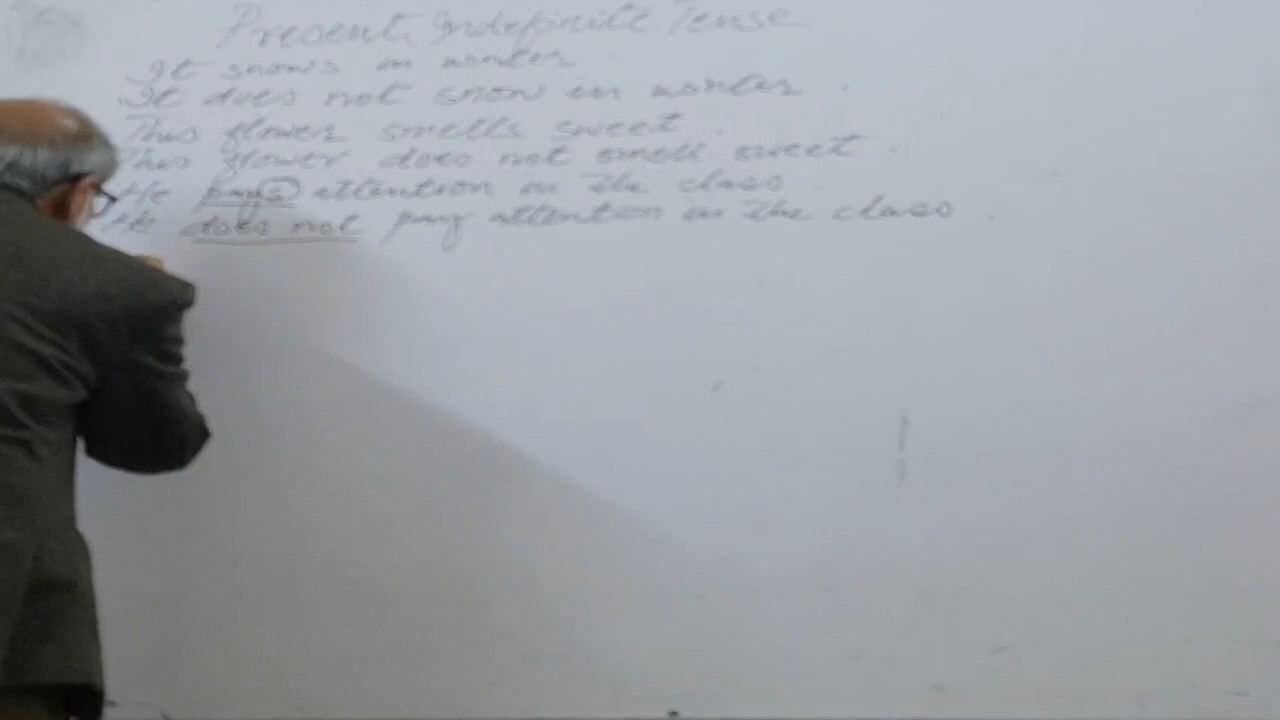 Present Indefinite Tense
It snows in winter.
It does not snow in winter.
This flower smells sweet.
This flower does not smell sweet.
He pays attention in the class.
He does not pay attention in the class.